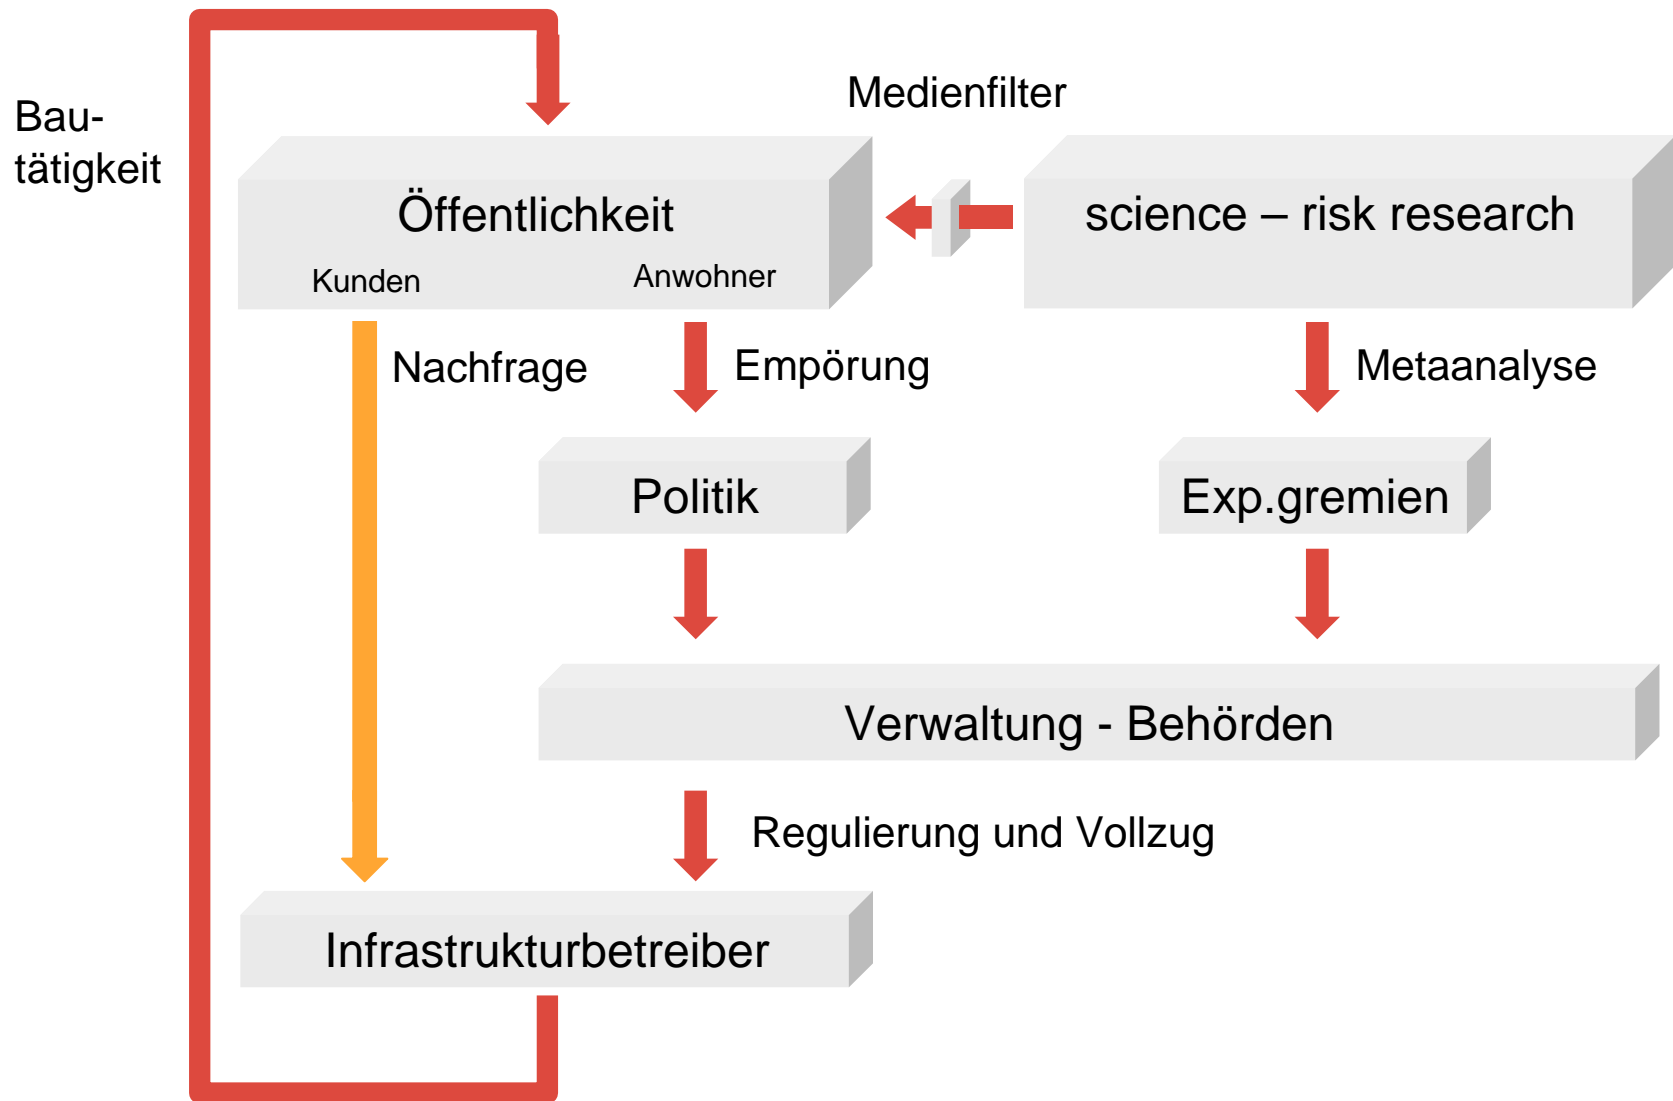 Bau-
tätigkeit
Medienfilter
Öffentlichkeit
Kunden
Anwohner
science – risk research
Nachfrage
Empörung
Metaanalyse
Politik
Exp.gremien
Verwaltung - Behörden
Regulierung und Vollzug
Infrastrukturbetreiber